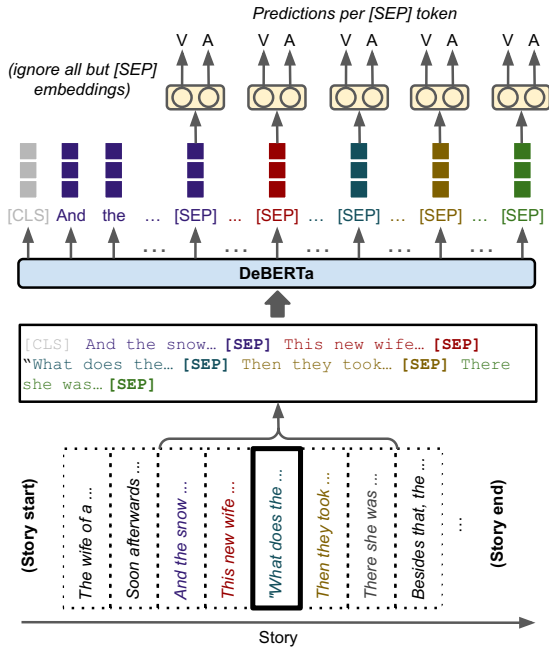 Predictions per [SEP] token
V A V A V A V A V A
(ignore all but [SEP]
embeddings)
[CLS] And the ... [SEP] ... [SEP] ... [SEP] ... [SEP] ... [SEP]
... ... ... ... ...
DeBERTa
[CLS] And the snow… [SEP] This new wife… [SEP]
“What does the… [SEP] Then they took… [SEP] There
she was… [SEP]
(Story start)
The wife of a ...
Soon afterwards ...
And the snow ...
This new wife ...
"What does the ...
Then they took ...
There she was ...
Besides that, the ...
...
(Story end)
Story